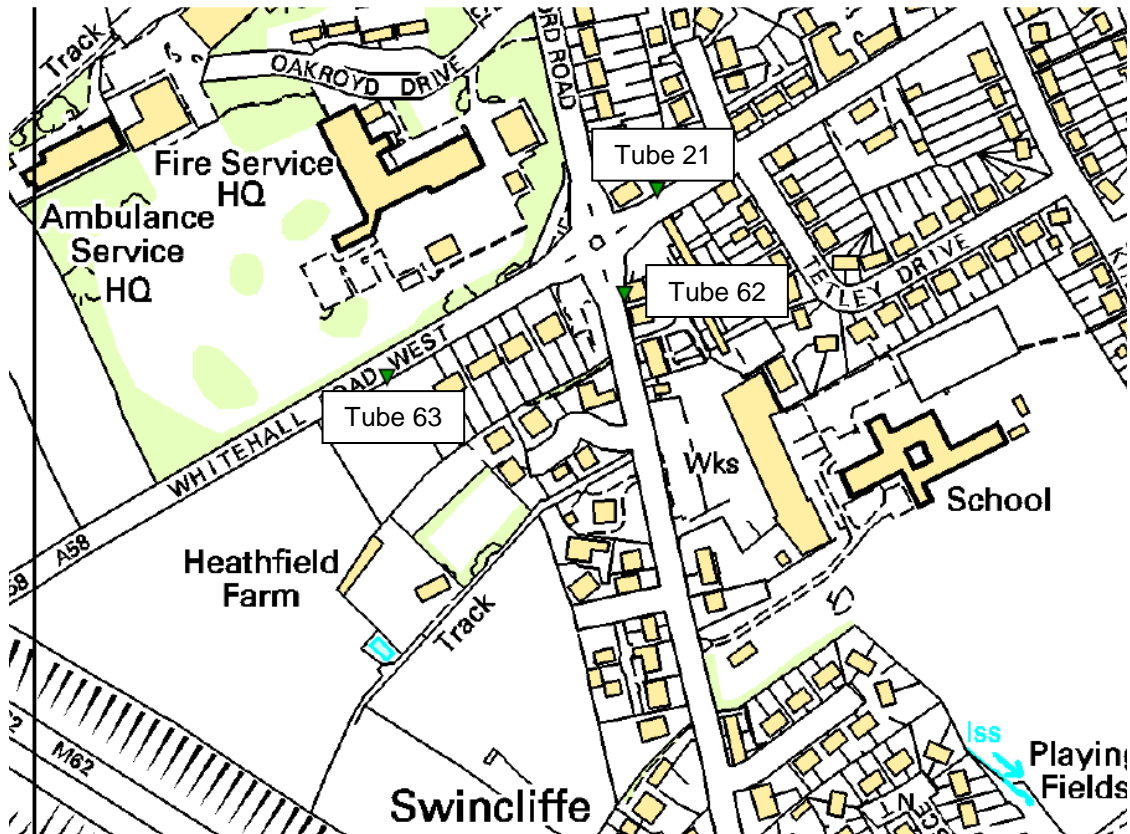 Track
OAKROYD DRIVE
ORD ROAD
Tube 21
Fire Service
HQ
Ambulance
Service
HQ
Tube 62
TETLEY DRIVE
WHITEHALL ROAD WEST
Tube 63
Wks
School
A58
Heathfield
Farm
Track
M62
Iss
Playing
Fields
Swincliffe